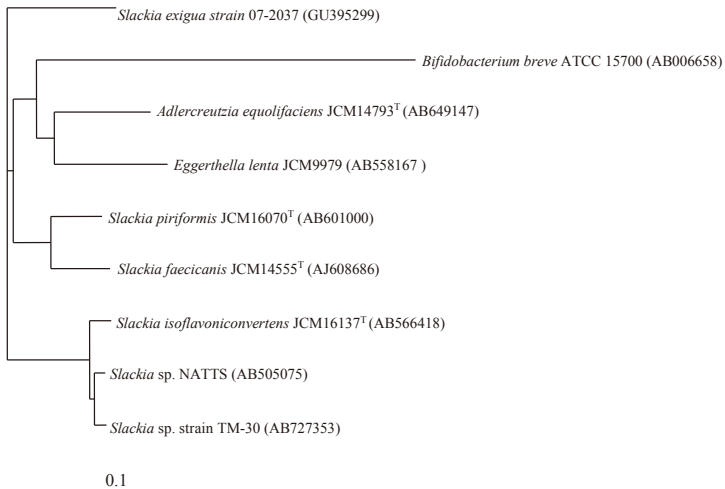 Slackia exigua strain 07-2037 (GU395299)
Bifidobacterium breve ATCC 15700 (AB006658)
Adlercreutzia equolifaciens JCM14793ᵀ (AB649147)
Eggerthella lenta JCM9979 (AB558167 )
Slackia piriformis JCM16070ᵀ (AB601000)
Slackia faecicanis JCM14555ᵀ (AJ608686)
Slackia isoflavoniconvertens JCM16137ᵀ (AB566418)
Slackia sp. NATTS (AB505075)
Slackia sp. strain TM-30 (AB727353)
0.1